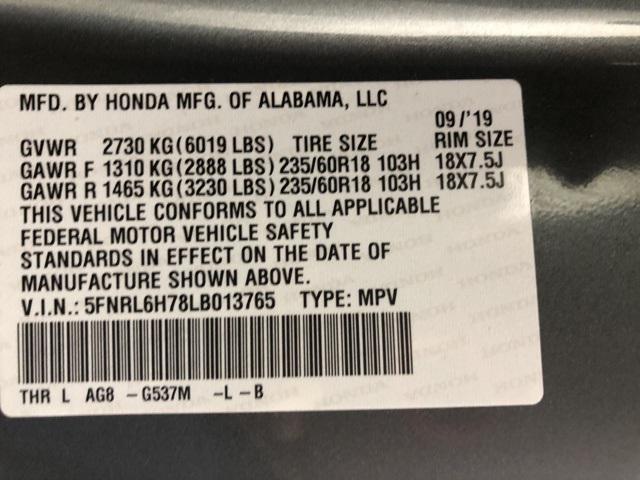 MFD. BY HONDA MFG. OF ALABAMA, LLC
09/'19
GVWR 2730 KG(6019 LBS) TIRE SIZE RIM SIZE
GAWR F 1310 KG(2888 LBS) 235/60R18 103H 18X7.5J
GAWR R 1465 KG(3230 LBS) 235/60R18 103H 18X7.5J
THIS VEHICLE CONFORMS TO ALL APPLICABLE
FEDERAL MOTOR VEHICLE SAFETY
STANDARDS IN EFFECT ON THE DATE OF
MANUFACTURE SHOWN ABOVE.
V.I.N.: 5FNRL6H78LB013765 TYPE: MPV
THR L AG8 -G537M -L -B